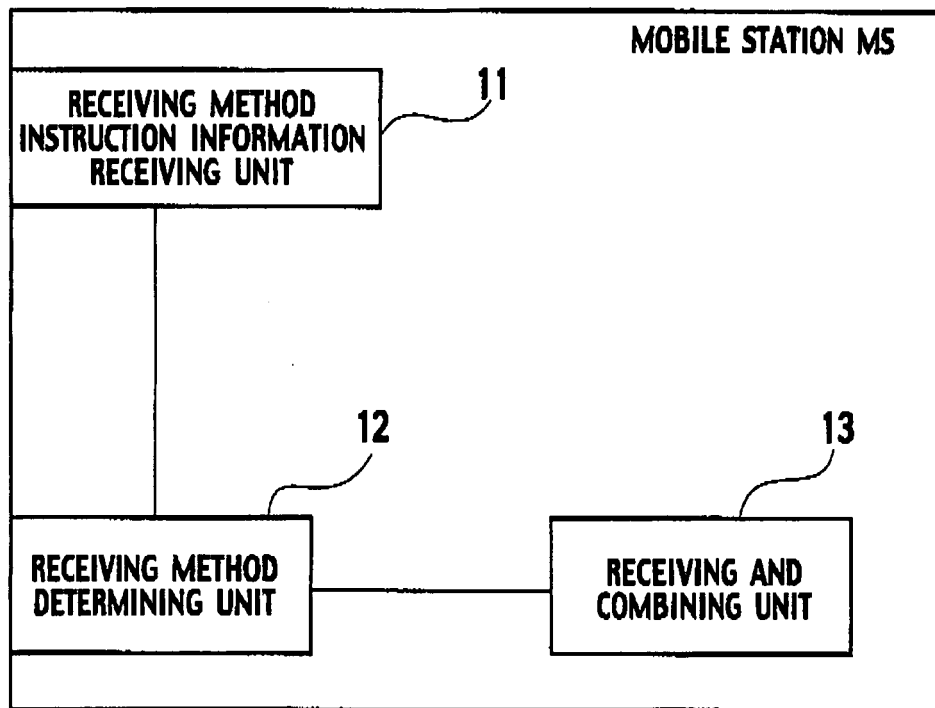 MOBILE STATION MS
RECEIVING METHOD
INSTRUCTION INFORMATION
RECEIVING UNIT
11
12
13
RECEIVING METHOD
DETERMINING UNIT
RECEIVING AND
COMBINING UNIT